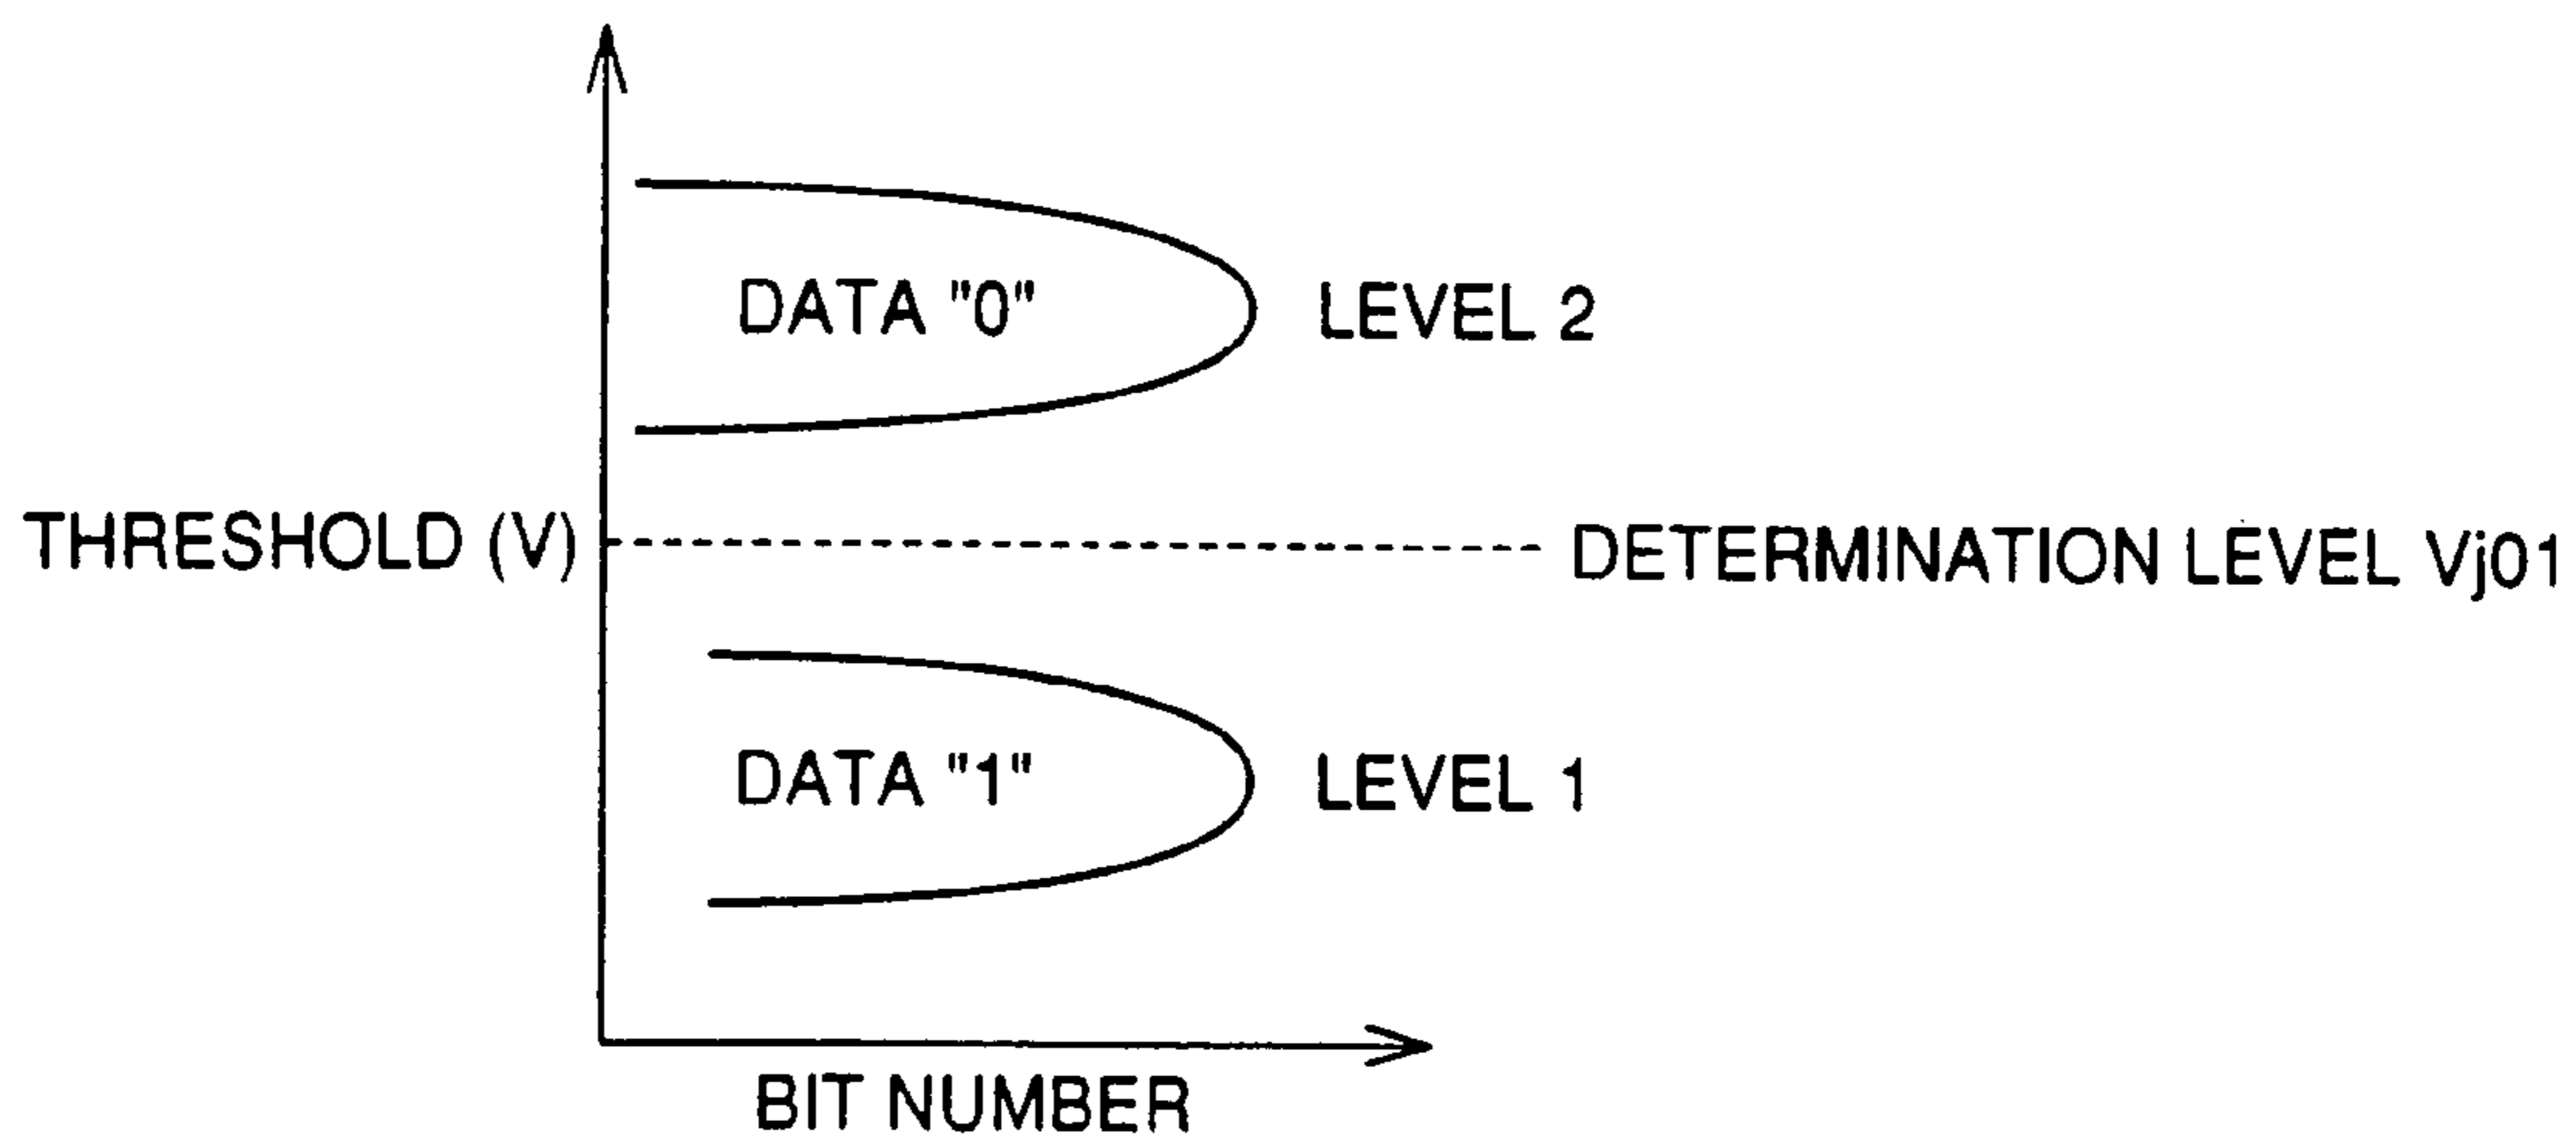 DATA "0"
LEVEL 2
THRESHOLD (V)
DETERMINATION LEVEL Vj01
DATA "1"
LEVEL 1
BIT NUMBER